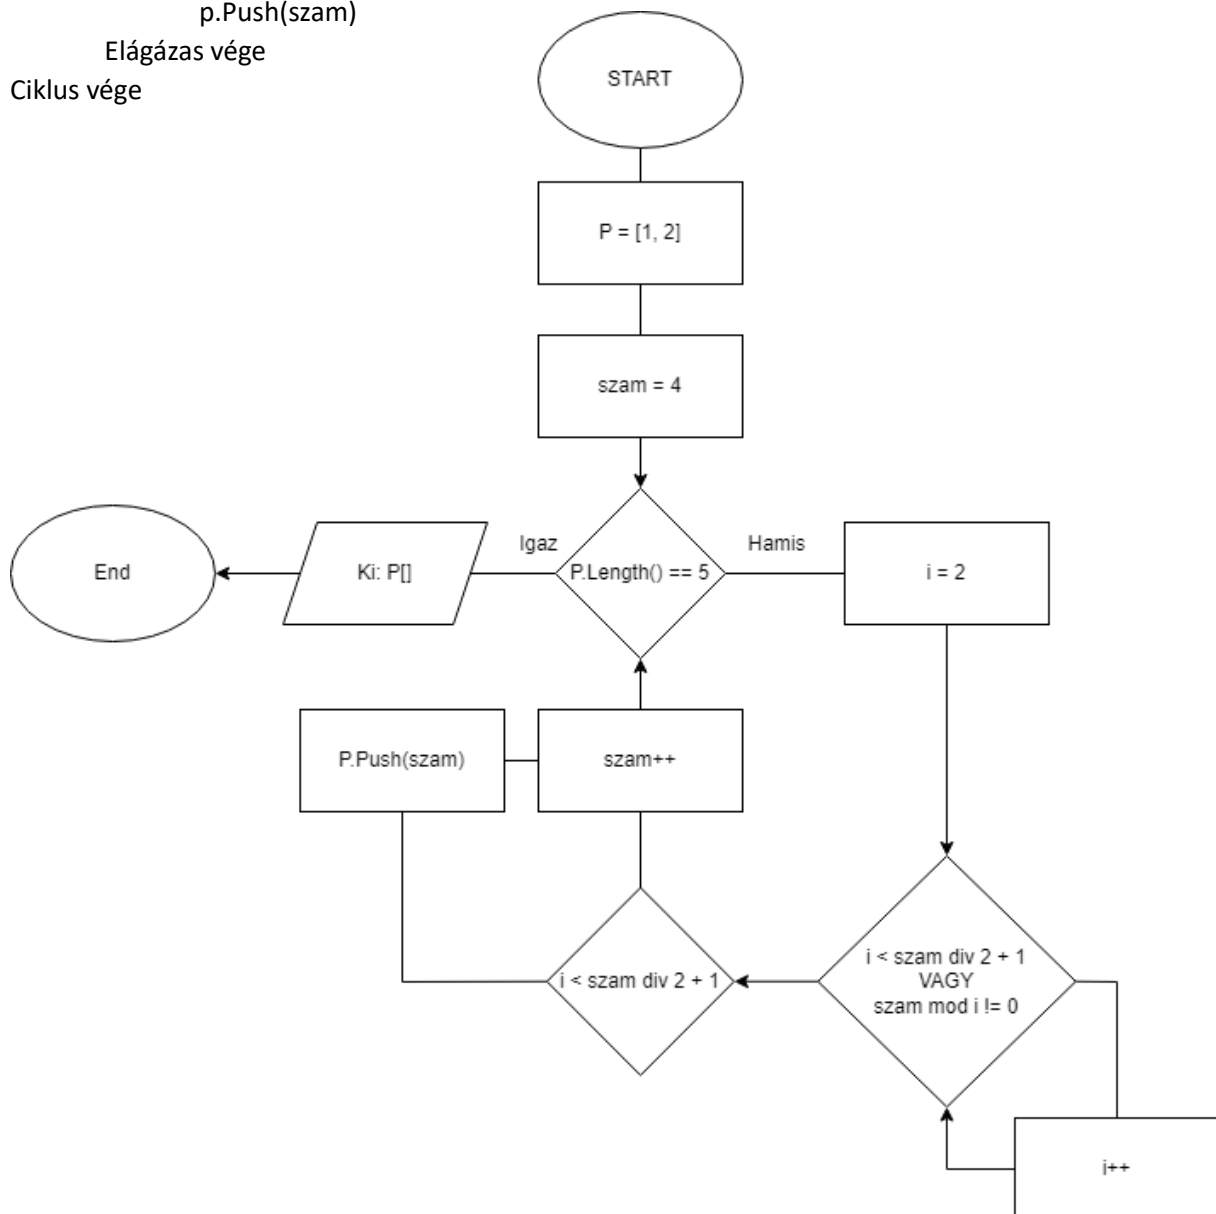 p.Push(szam)
Elágázas vége
Ciklus vége
START
P = [1, 2]
szam = 4
End
Ki: P[]
Igaz
P.Length() == 5
Hamis
i = 2
P.Push(szam)
szam++
i < szam div 2 + 1
i < szam div 2 + 1
VAGY
szam mod i != 0
i++